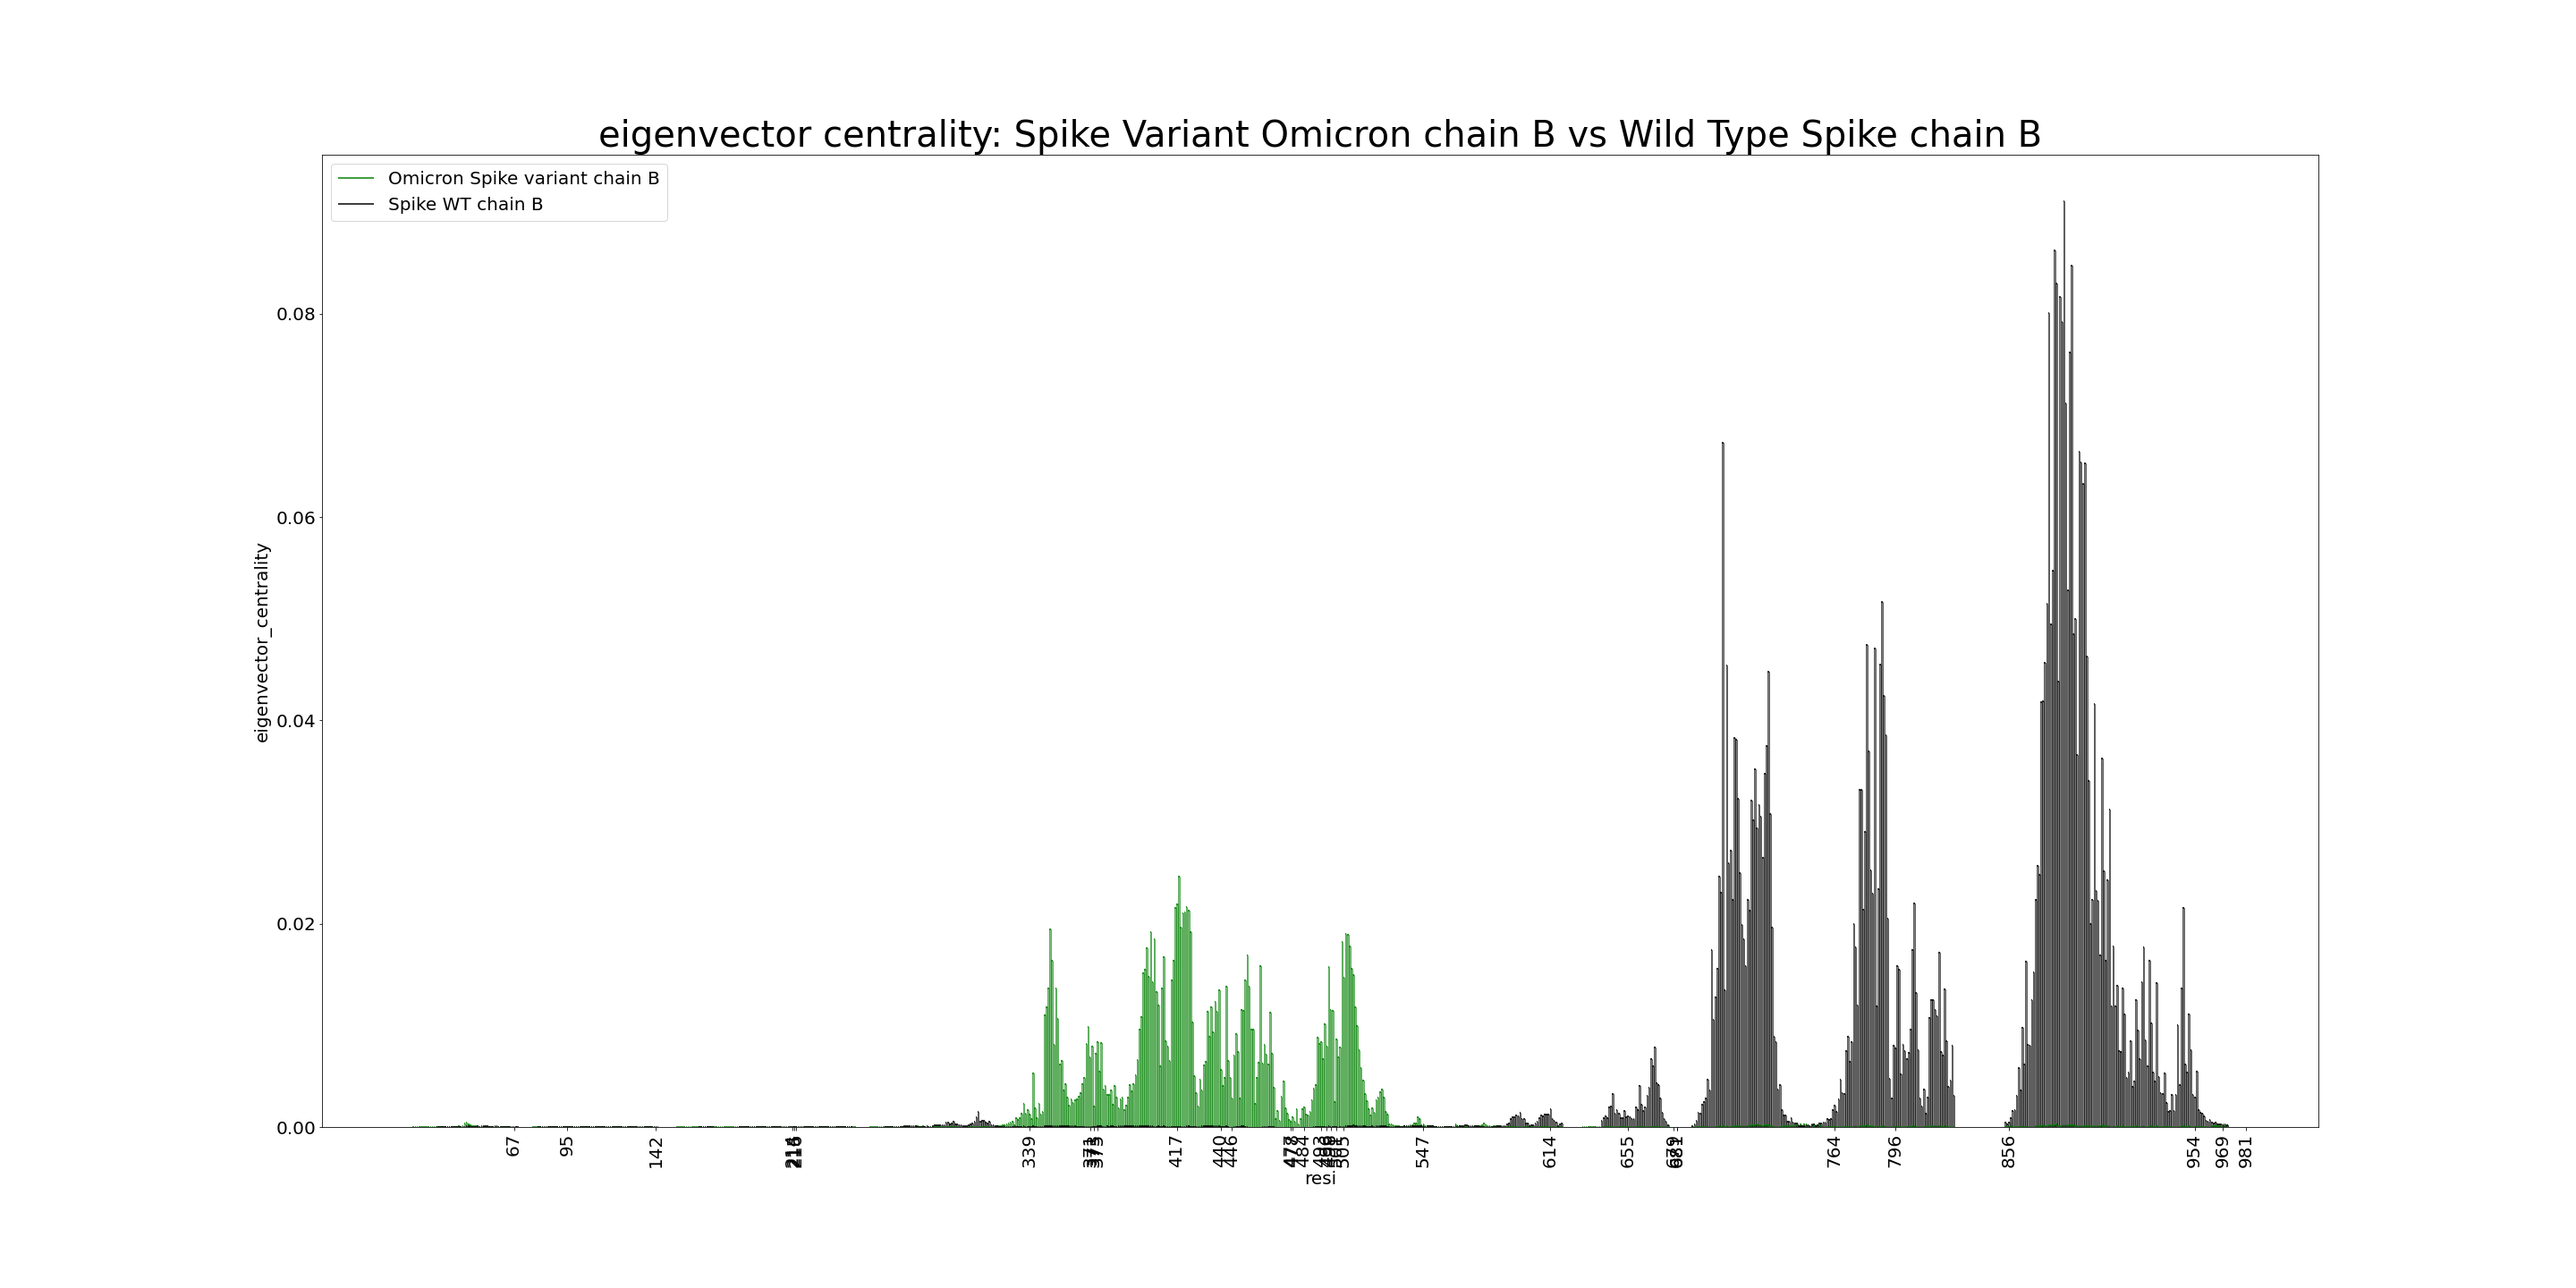 eigenvector centrality: Spike Variant Omicron chain B vs Wild Type Spike chain B
Omicron Spike variant chain B
Spike WT chain B
eigenvector_centrality
0.08
0.06
0.04
0.02
0.00
67 95 142 339 417 440 446 484 505 547 614 655 681 764 796 856 954 969 981